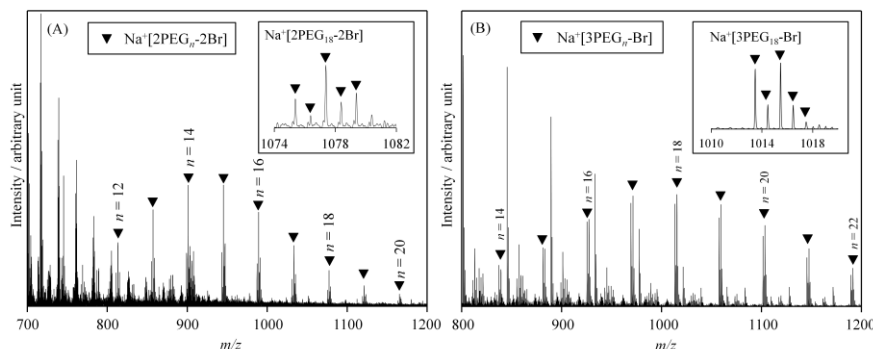 (A)
▼ Na⁺[2PEGₙ-2Br]
Na⁺[2PEG₁₈-2Br]
1074 1078 1082
n = 12
n = 14
n = 16
n = 18
n = 20
Intensity / arbitrary unit
700 800 900 1000 1100 1200
m/z
(B)
▼ Na⁺[3PEGₙ-Br]
Na⁺[3PEG₁₈-Br]
1010 1014 1018
n = 14
n = 16
n = 18
n = 20
n = 22
Intensity / arbitrary unit
800 900 1000 1100 1200
m/z